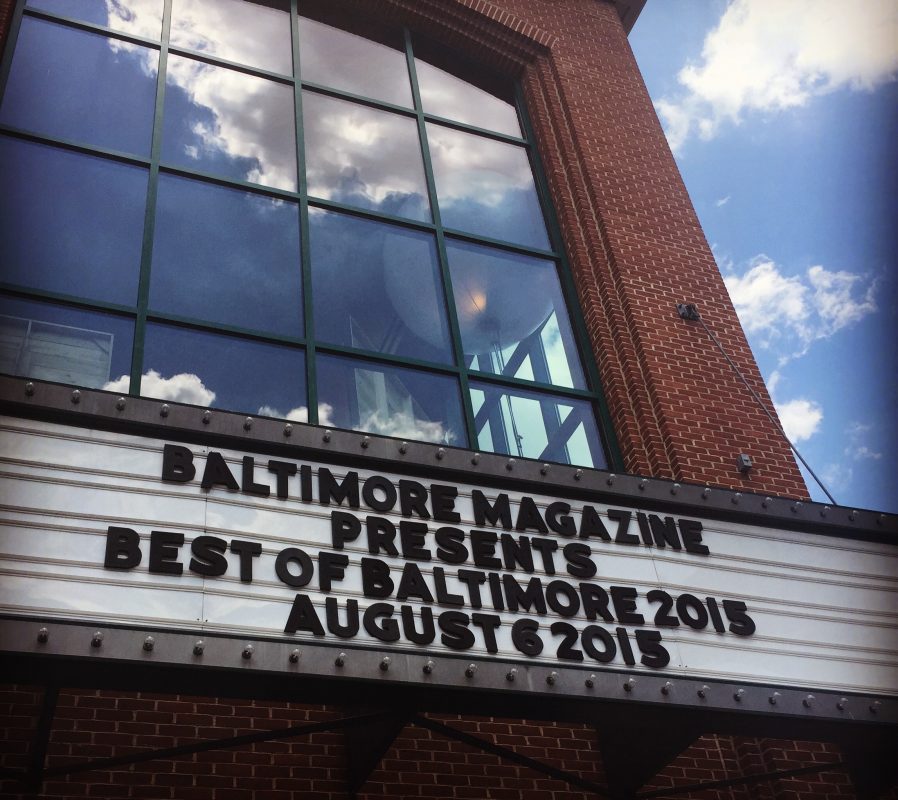 BALTIMORE MAGAZINE
PRESENTS
BEST OF BALTIMORE 2015
AUGUST 6 2015